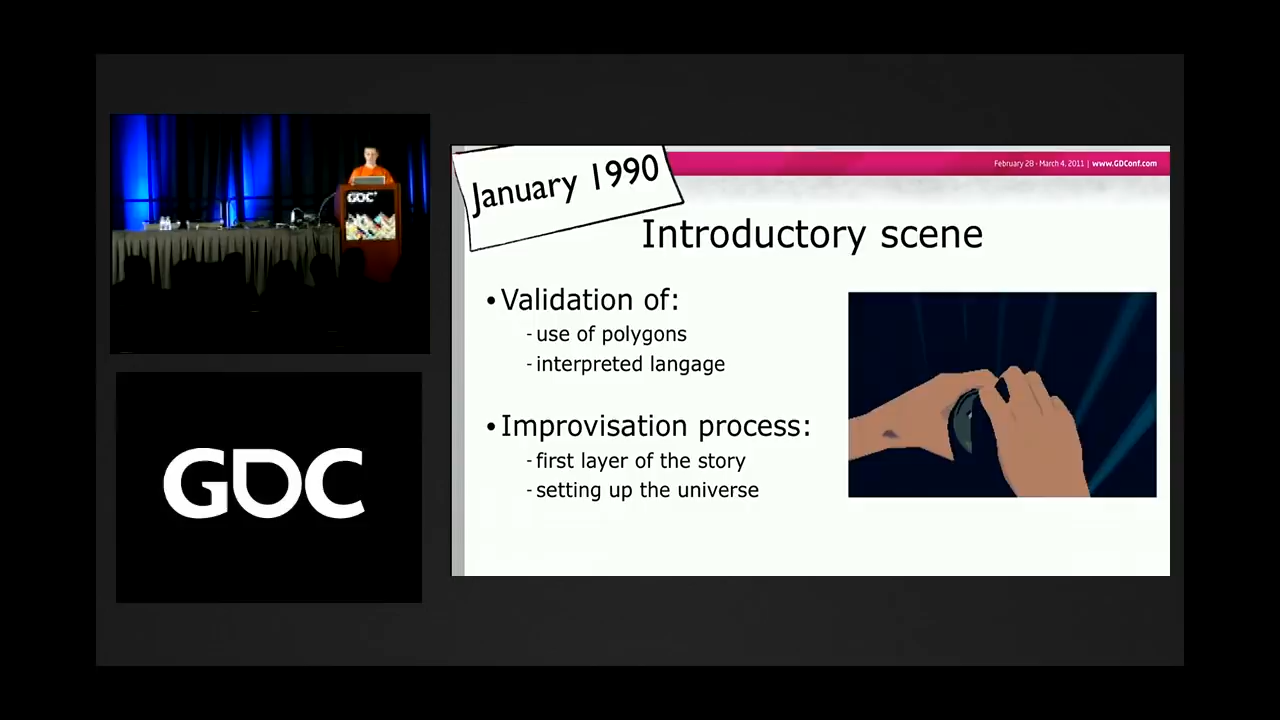 GDC
GDC
January 1990
February 28 - March 4, 2011 | www.GDConf.com
Introductory scene
• Validation of:
- use of polygons
- interpreted langage
• Improvisation process:
- first layer of the story
- setting up the universe